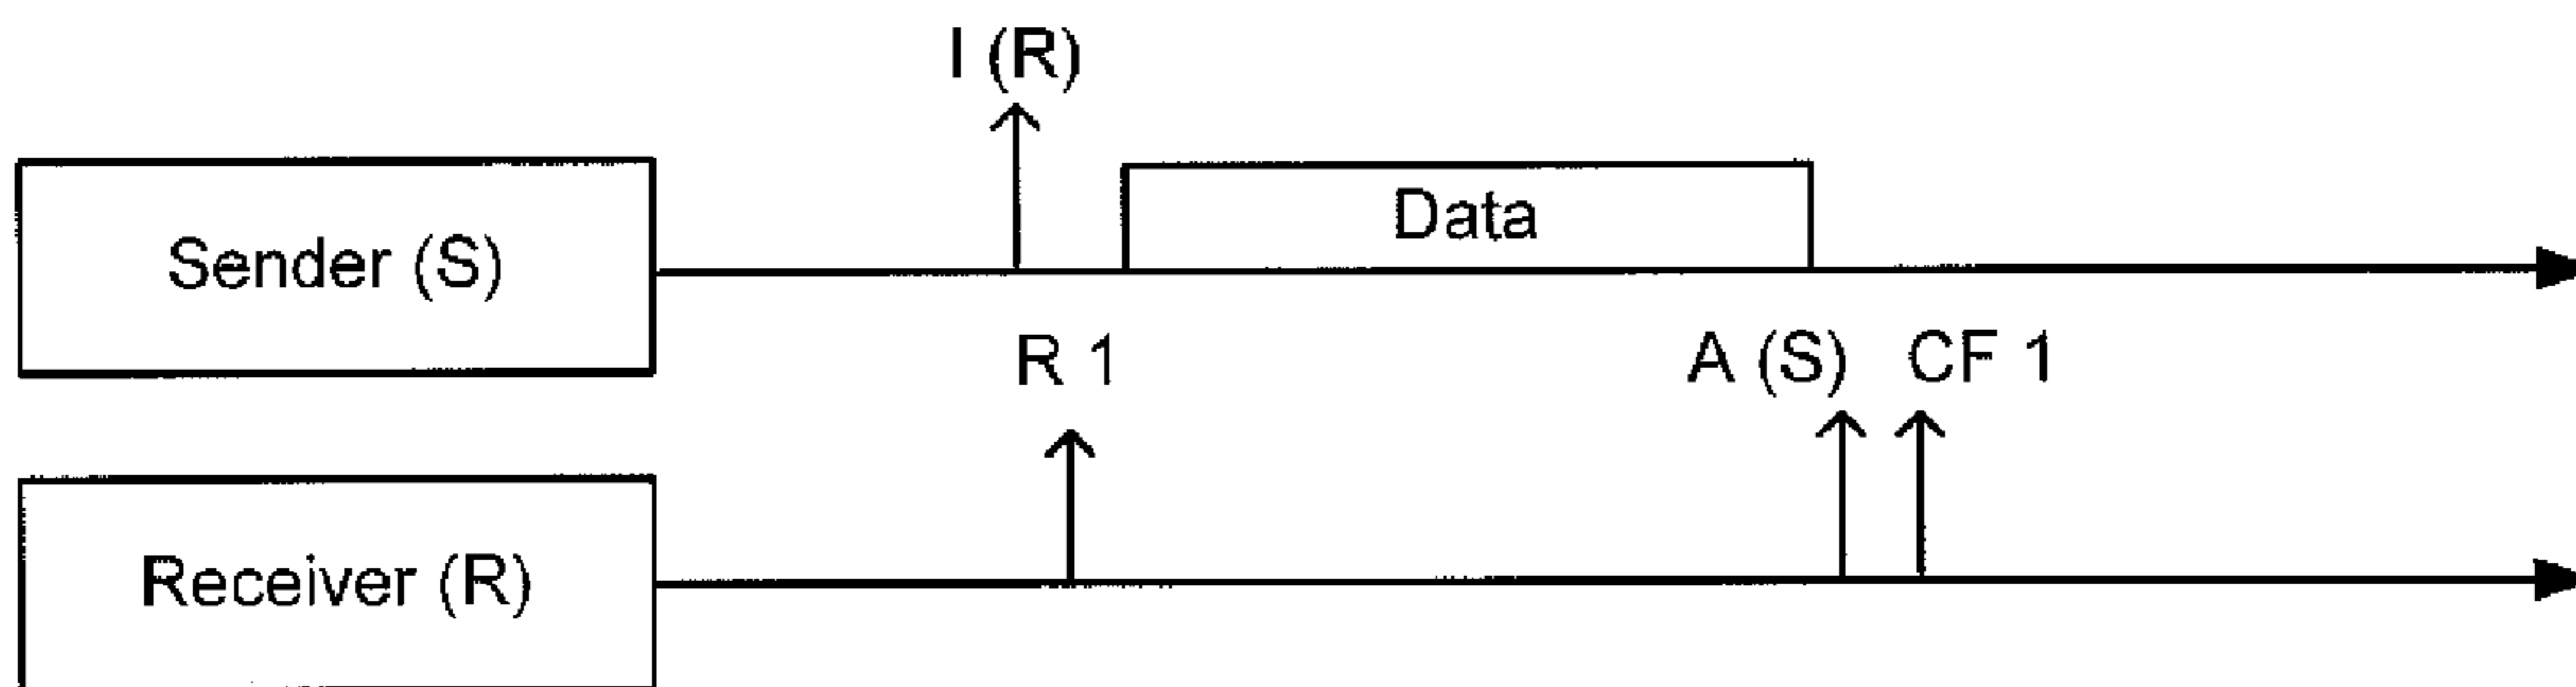 I (R)
Sender (S)
Data
R 1
A (S)
CF 1
Receiver (R)